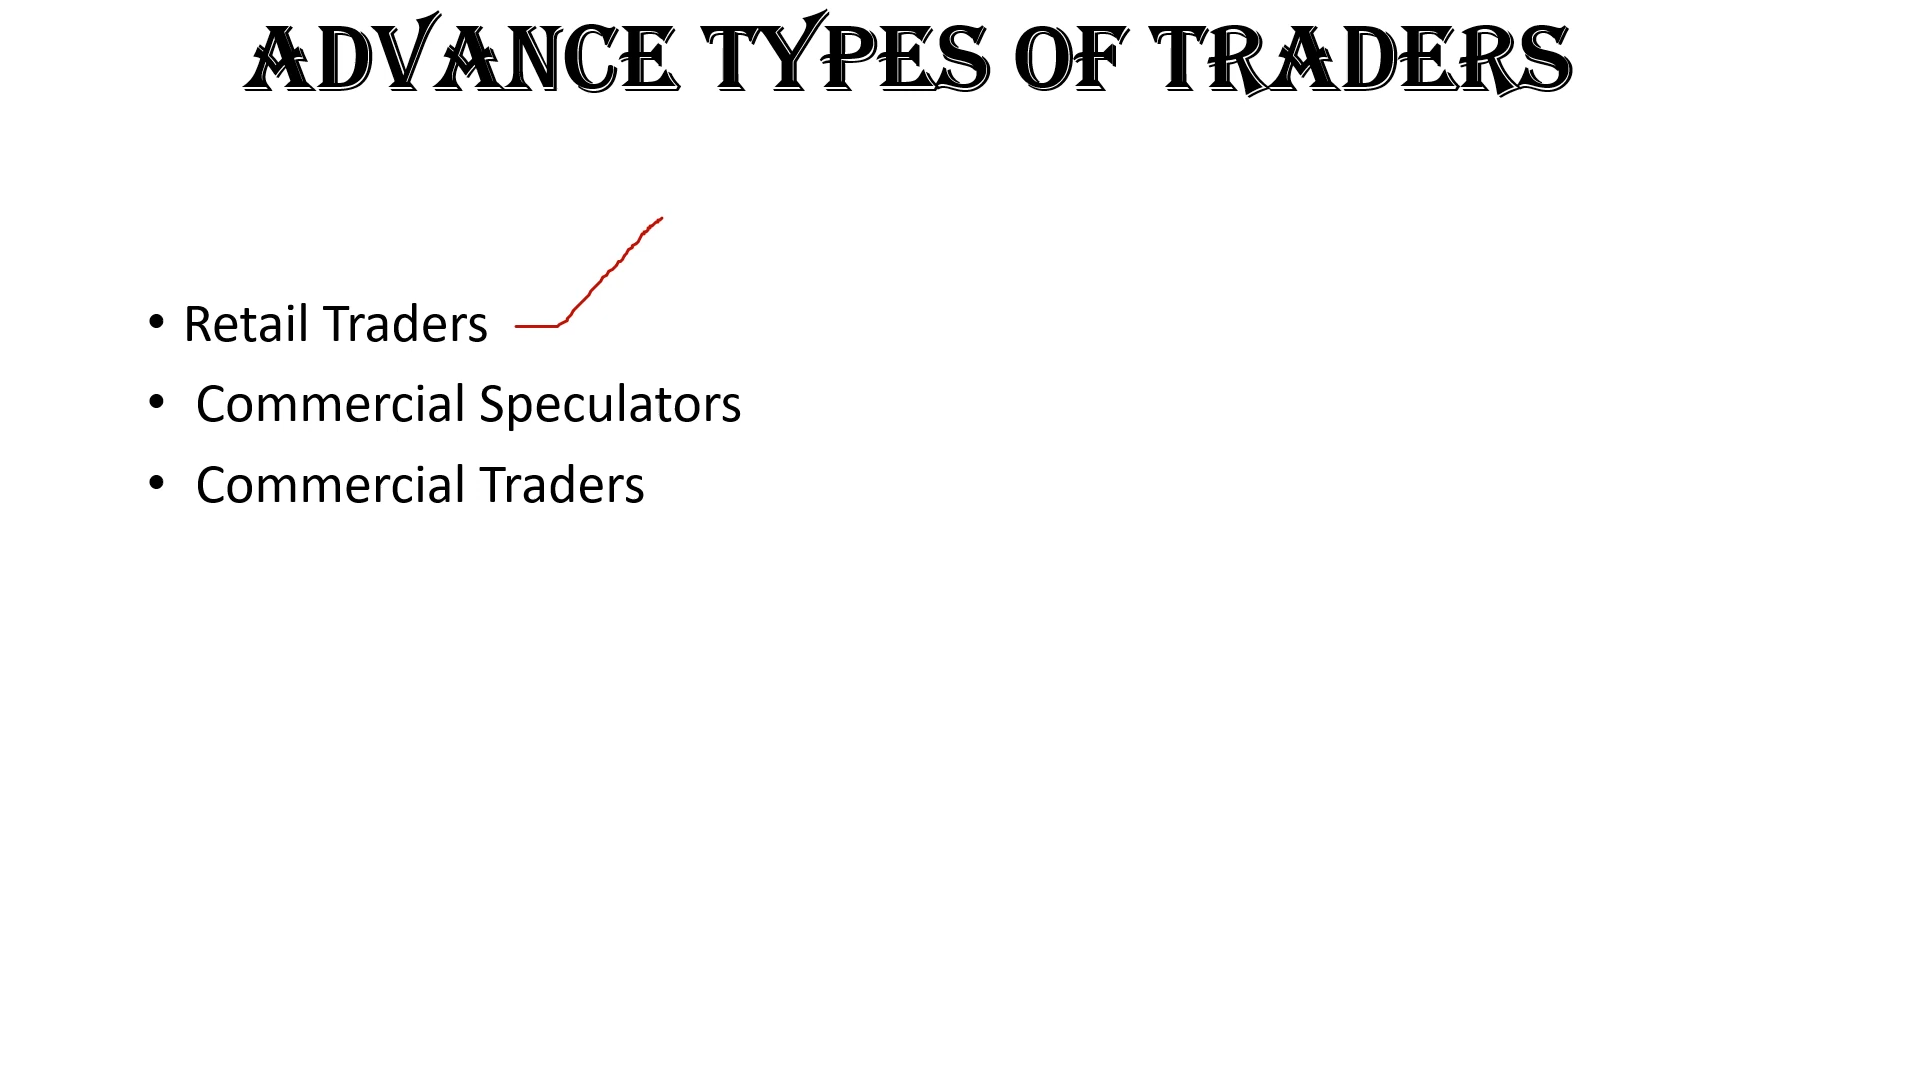 ADVANCE TYPES OF TRADERS
• Retail Traders
• Commercial Speculators
• Commercial Traders